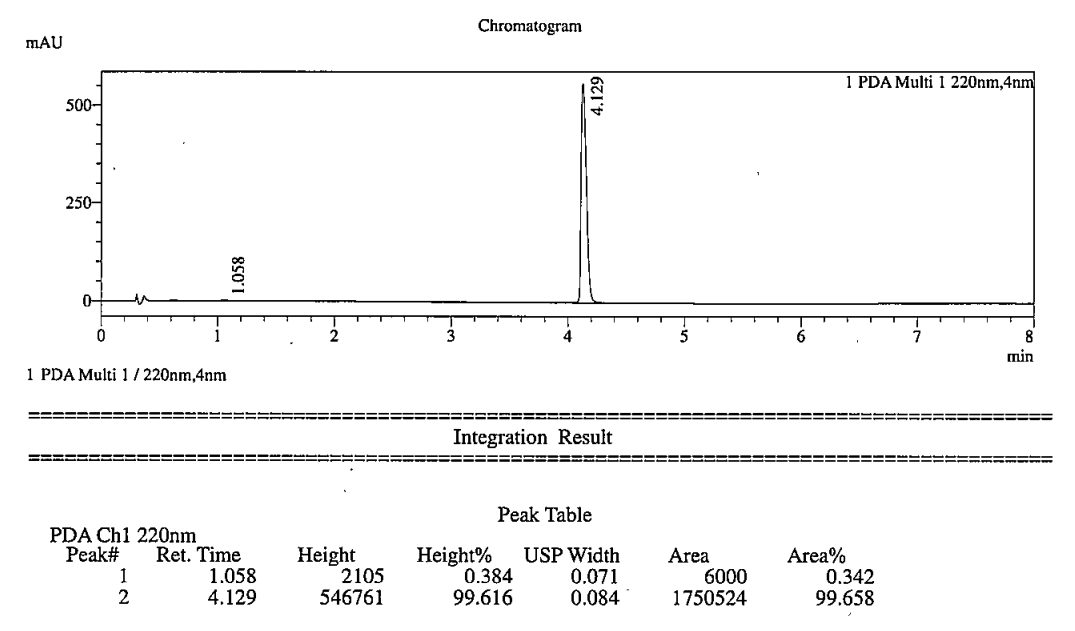 Chromatogram
mAU
1 PDA Multi 1 220nm,4nm
500
250
0
1.058
4.129
0 1 2 3 4 5 6 7 8
min
1 PDA Multi 1 / 220nm,4nm
Integration Result
Peak Table
PDA Ch1 220nm
Peak# Ret. Time Height Height% USP Width Area Area%
1 1.058 2105 0.384 0.071 6000 0.342
2 4.129 546761 99.616 0.084 1750524 99.658